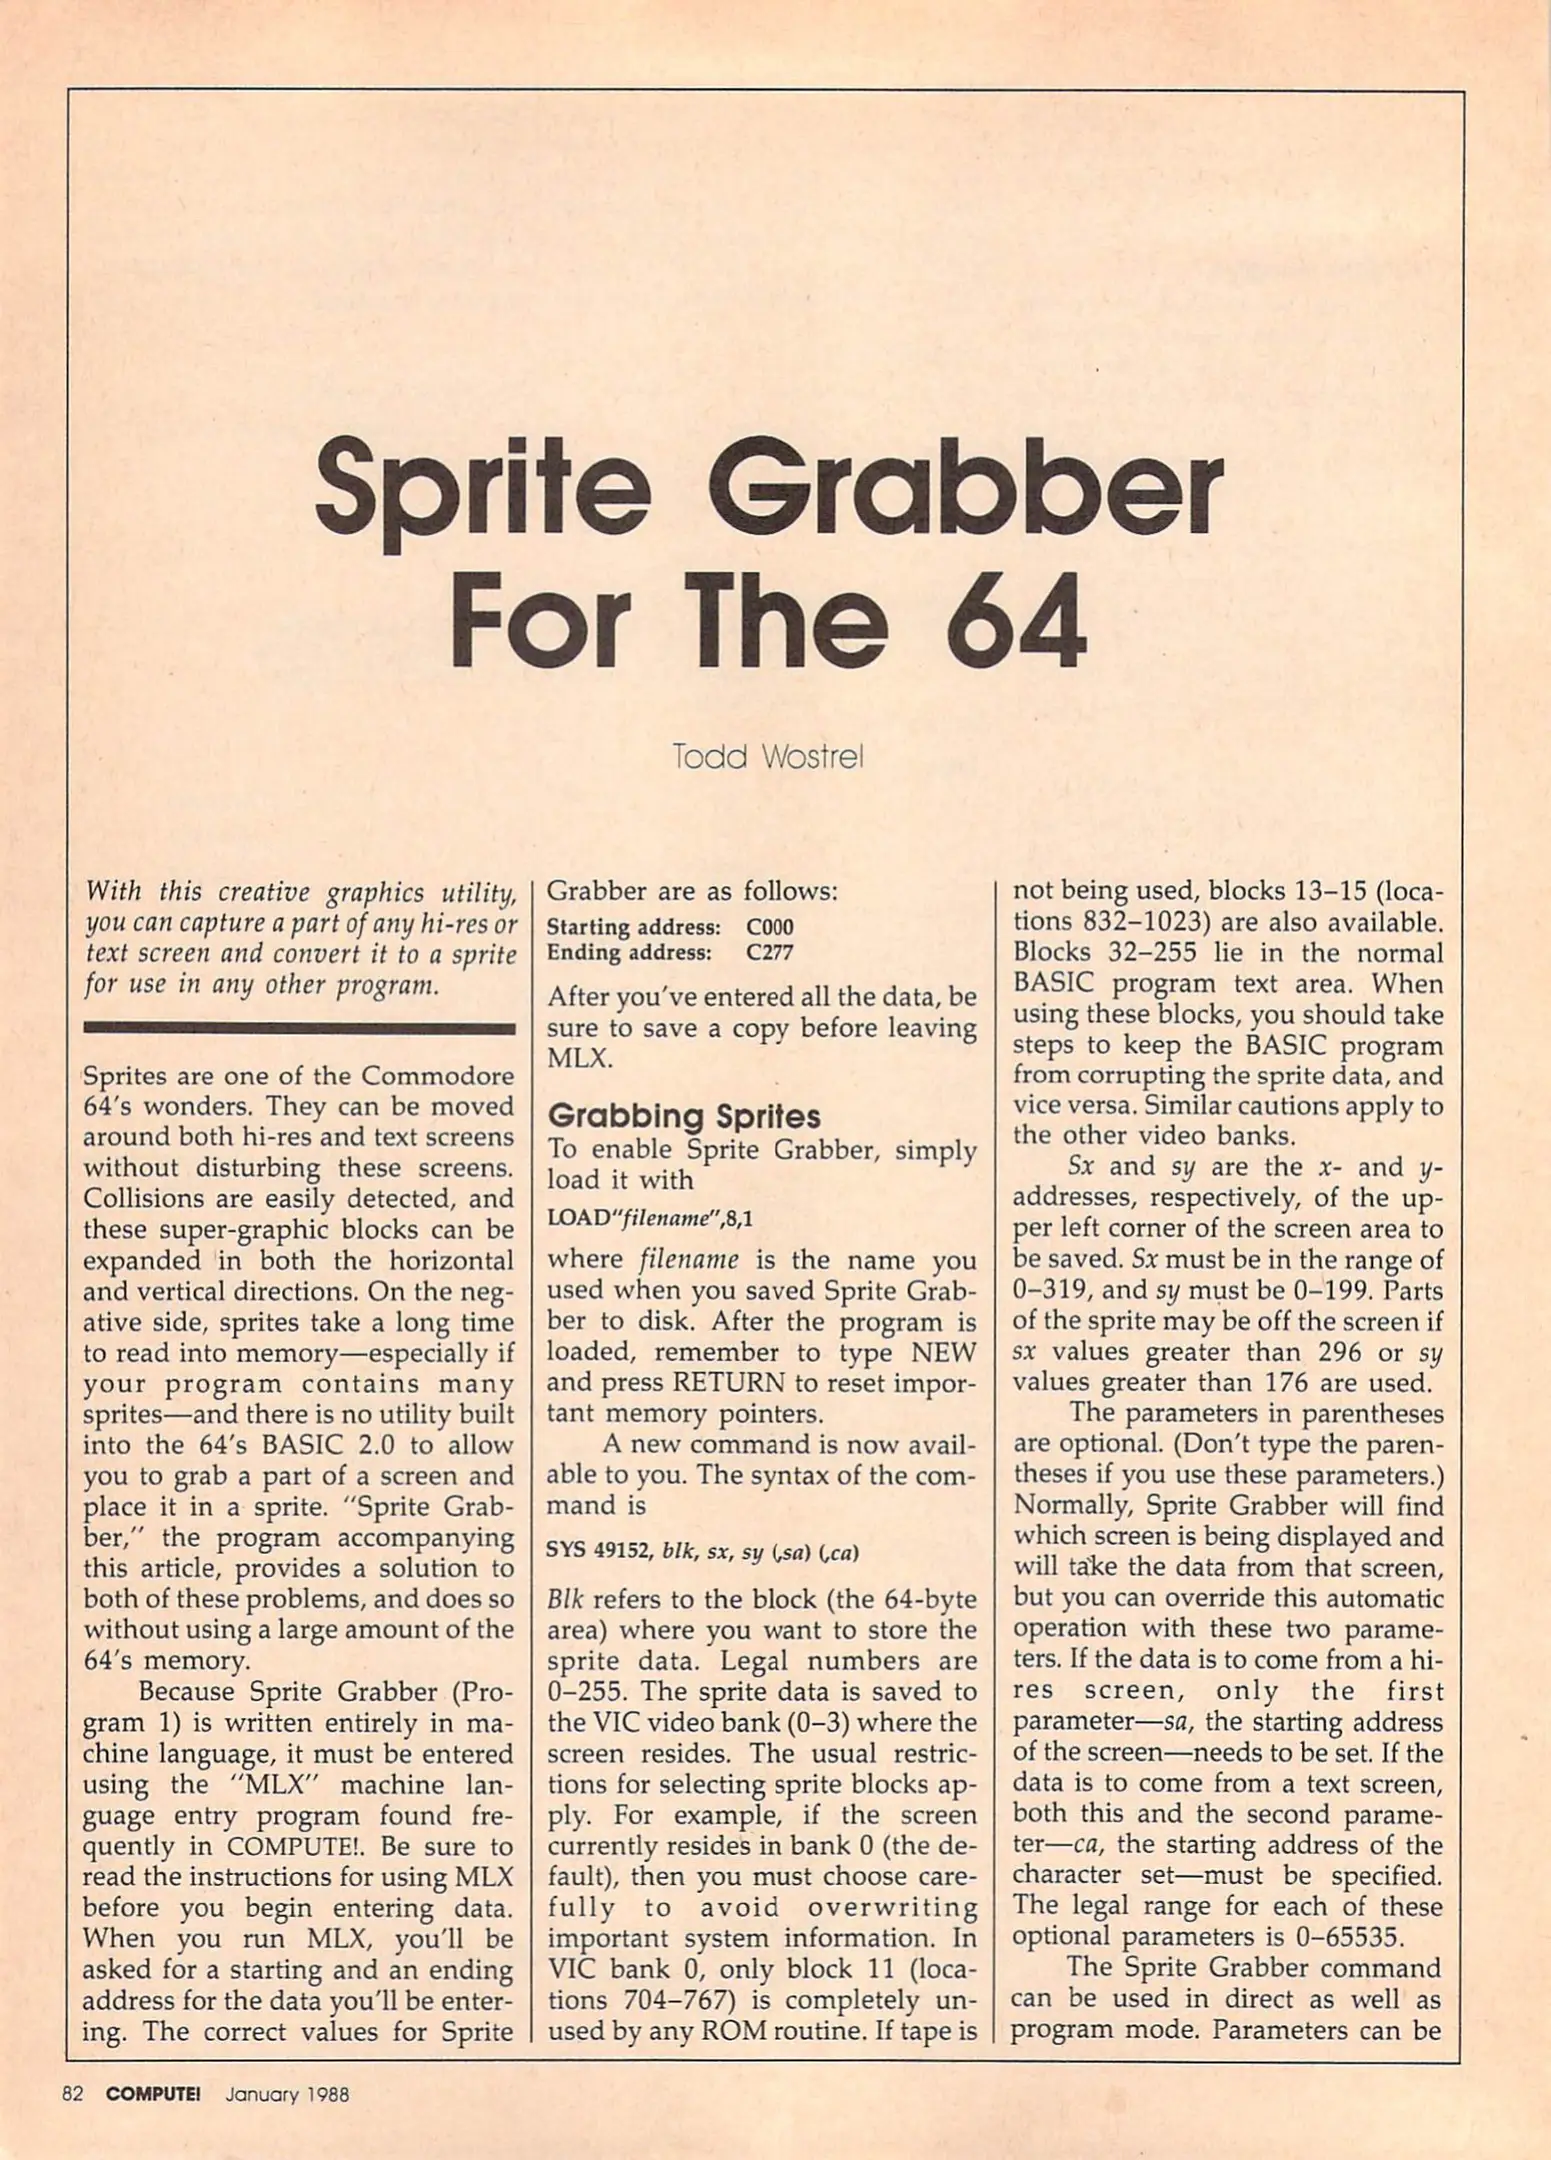 Sprite Grabber
For The 64
Todd Wostrel
With this creative graphics utility,
you can capture a part of any hi-res or
text screen and convert it to a sprite
for use in any other program.
Sprites are one of the Commodore
64's wonders. They can be moved
around both hi-res and text screens
without disturbing these screens.
Collisions are easily detected, and
these super-graphic blocks can be
expanded in both the horizontal
and vertical directions. On the neg-
ative side, sprites take a long time
to read into memory—especially if
your program contains many
sprites—and there is no utility built
into the 64's BASIC 2.0 to allow
you to grab a part of a screen and
place it in a sprite. "Sprite Grab-
ber," the program accompanying
this article, provides a solution to
both of these problems, and does so
without using a large amount of the
64's memory.
Because Sprite Grabber (Pro-
gram 1) is written entirely in ma-
chine language, it must be entered
using the "MLX" machine lan-
guage entry program found fre-
quently in COMPUTE!. Be sure to
read the instructions for using MLX
before you begin entering data.
When you run MLX, you'll be
asked for a starting and an ending
address for the data you'll be enter-
ing. The correct values for Sprite
Grabber are as follows:
Starting address: C000
Ending address: C277
After you've entered all the data, be
sure to save a copy before leaving
MLX.
Grabbing Sprites
To enable Sprite Grabber, simply
load it with
LOAD"filename",8,1
where filename is the name you
used when you saved Sprite Grab-
ber to disk. After the program is
loaded, remember to type NEW
and press RETURN to reset impor-
tant memory pointers.
A new command is now avail-
able to you. The syntax of the com-
mand is
SYS 49152, blk, sx, sy (,sa) (,ca)
Blk refers to the block (the 64-byte
area) where you want to store the
sprite data. Legal numbers are
0–255. The sprite data is saved to
the VIC video bank (0–3) where the
screen resides. The usual restric-
tions for selecting sprite blocks ap-
ply. For example, if the screen
currently resides in bank 0 (the de-
fault), then you must choose care-
fully to avoid overwriting
important system information. In
VIC bank 0, only block 11 (loca-
tions 704–767) is completely un-
used by any ROM routine. If tape is
not being used, blocks 13–15 (loca-
tions 832–1023) are also available.
Blocks 32–255 lie in the normal
BASIC program text area. When
using these blocks, you should take
steps to keep the BASIC program
from corrupting the sprite data, and
vice versa. Similar cautions apply to
the other video banks.
Sx and sy are the x- and y-
addresses, respectively, of the up-
per left corner of the screen area to
be saved. Sx must be in the range of
0–319, and sy must be 0–199. Parts
of the sprite may be off the screen if
sx values greater than 296 or sy
values greater than 176 are used.
The parameters in parentheses
are optional. (Don't type the paren-
theses if you use these parameters.)
Normally, Sprite Grabber will find
which screen is being displayed and
will take the data from that screen,
but you can override this automatic
operation with these two parame-
ters. If the data is to come from a hi-
res screen, only the first
parameter—sa, the starting address
of the screen—needs to be set. If the
data is to come from a text screen,
both this and the second parame-
ter—ca, the starting address of the
character set—must be specified.
The legal range for each of these
optional parameters is 0–65535.
The Sprite Grabber command
can be used in direct as well as
program mode. Parameters can be
82 COMPUTE! January 1988